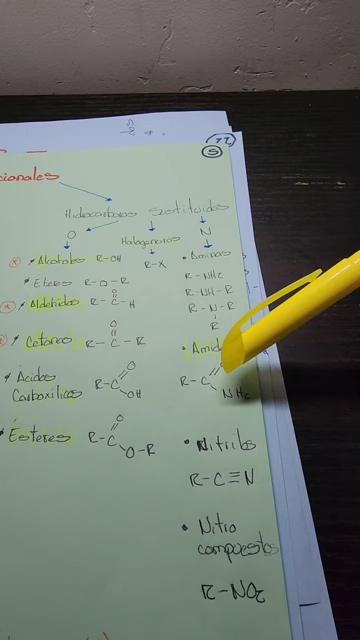 cionales
Hidrocarburos sustituidos
O
Halogenuros
N
* Alcoholes R-OH
R-X
• Aminas
* Éteres R-O-R
R-NH2
* Aldehidos R-C-H
O
R-NH-R
R-N-R
R
* Cetonas R-C-R
O
• Amid
R-C
NH2
* Ácidos
Carboxílicos R-C
O
OH
• Ésteres R-C
O
O-R
• Nitrilos
R-C≡N
• Nitro
compuestos
R-NO2